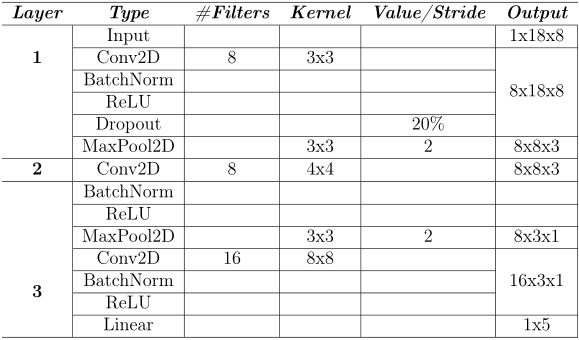 Layer Type #Filters Kernel Value/Stride Output
Input 1x18x8
1 Conv2D 8 3x3
BatchNorm 8x18x8
ReLU
Dropout 20%
MaxPool2D 3x3 2 8x8x3
2 Conv2D 8 4x4 8x8x3
BatchNorm
ReLU
MaxPool2D 3x3 2 8x3x1
Conv2D 16 8x8
3 BatchNorm 16x3x1
ReLU
Linear 1x5